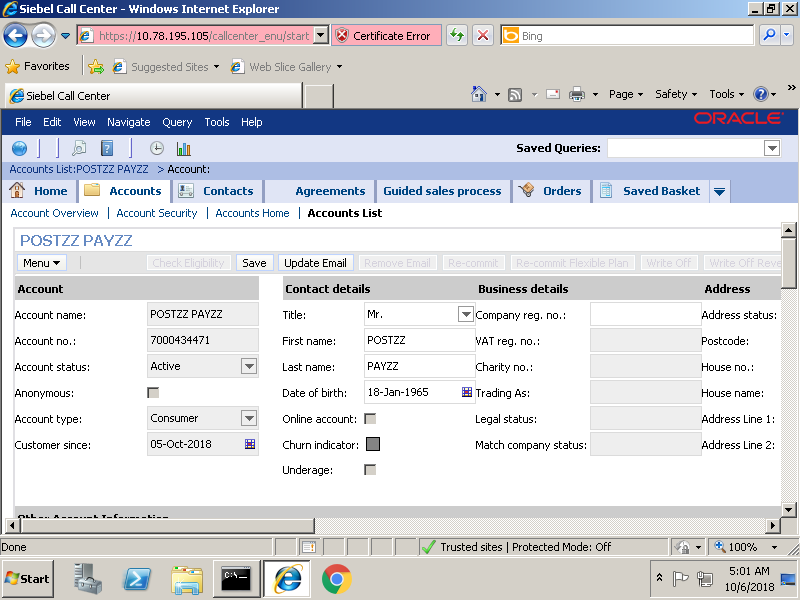 Siebel Call Center - Windows Internet Explorer
https://10.78.195.105/callcenter_enu/start Certificate Error Bing
Favorites Suggested Sites Web Slice Gallery
Siebel Call Center Page Safety Tools »
File Edit View Navigate Query Tools Help ORACLE
Saved Queries:
Accounts List:POSTZZ PAYZZ > Account:
Home Accounts Contacts Agreements Guided sales process Orders Saved Basket
Account Overview | Account Security | Accounts Home | Accounts List
POSTZZ PAYZZ
Menu Check Eligibility Save Update Email Remove Email Re-commit Re-commit Flexible Plan Write Off Write Off Reve
Account Contact details Business details Address
Account name: POSTZZ PAYZZ Title: Mr. Company reg. no.: Address status:
Account no.: 7000434471 First name: POSTZZ VAT reg. no.: Postcode:
Account status: Active Last name: PAYZZ Charity no.: House no.:
Anonymous: Date of birth: 18-Jan-1965 Trading As: House name:
Account type: Consumer Online account: Legal status: Address Line 1:
Customer since: 05-Oct-2018 Churn indicator: Match company status: Address Line 2:
Underage:
Other Account Information
Done Trusted sites | Protected Mode: Off 100%
Start 5:01 AM
10/6/2018